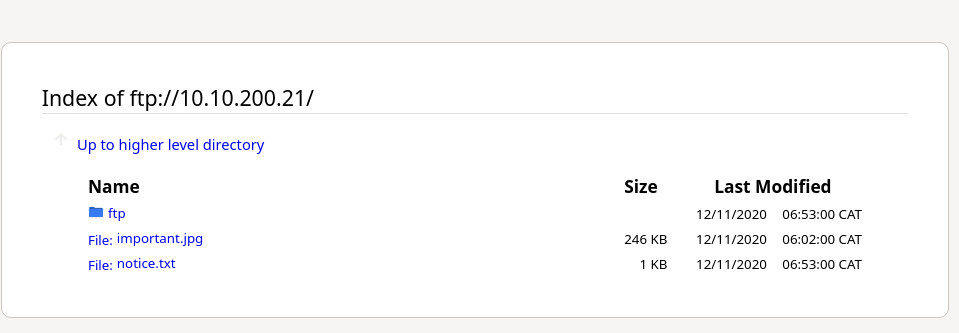 Index of ftp://10.10.200.21/
Up to higher level directory
Name Size Last Modified
ftp 12/11/2020 06:53:00 CAT
File: important.jpg 246 KB 12/11/2020 06:02:00 CAT
File: notice.txt 1 KB 12/11/2020 06:53:00 CAT